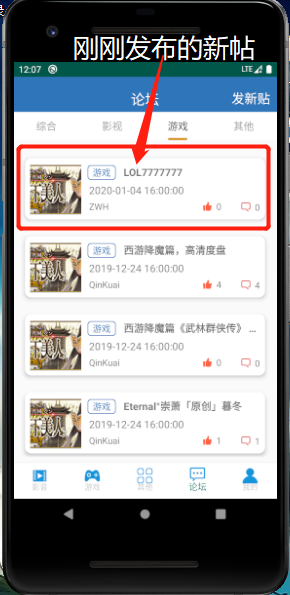 刚刚发布的新帖
12:07
LTE
论坛
发新贴
综合
影视
游戏
其他
游戏 LOL7777777
2020-01-04 16:00:00
ZWH 0 0
游戏 西游降魔篇，高清度盘
2019-12-24 16:00:00
QinKuai 4 4
游戏 西游降魔篇《武林群侠传》 ...
2019-12-24 16:00:00
QinKuai 0 0
游戏 Eternal"崇萧「原创」暮冬
2019-12-24 16:00:00
QinKuai 1 1
影音
游戏
其他
论坛
我的